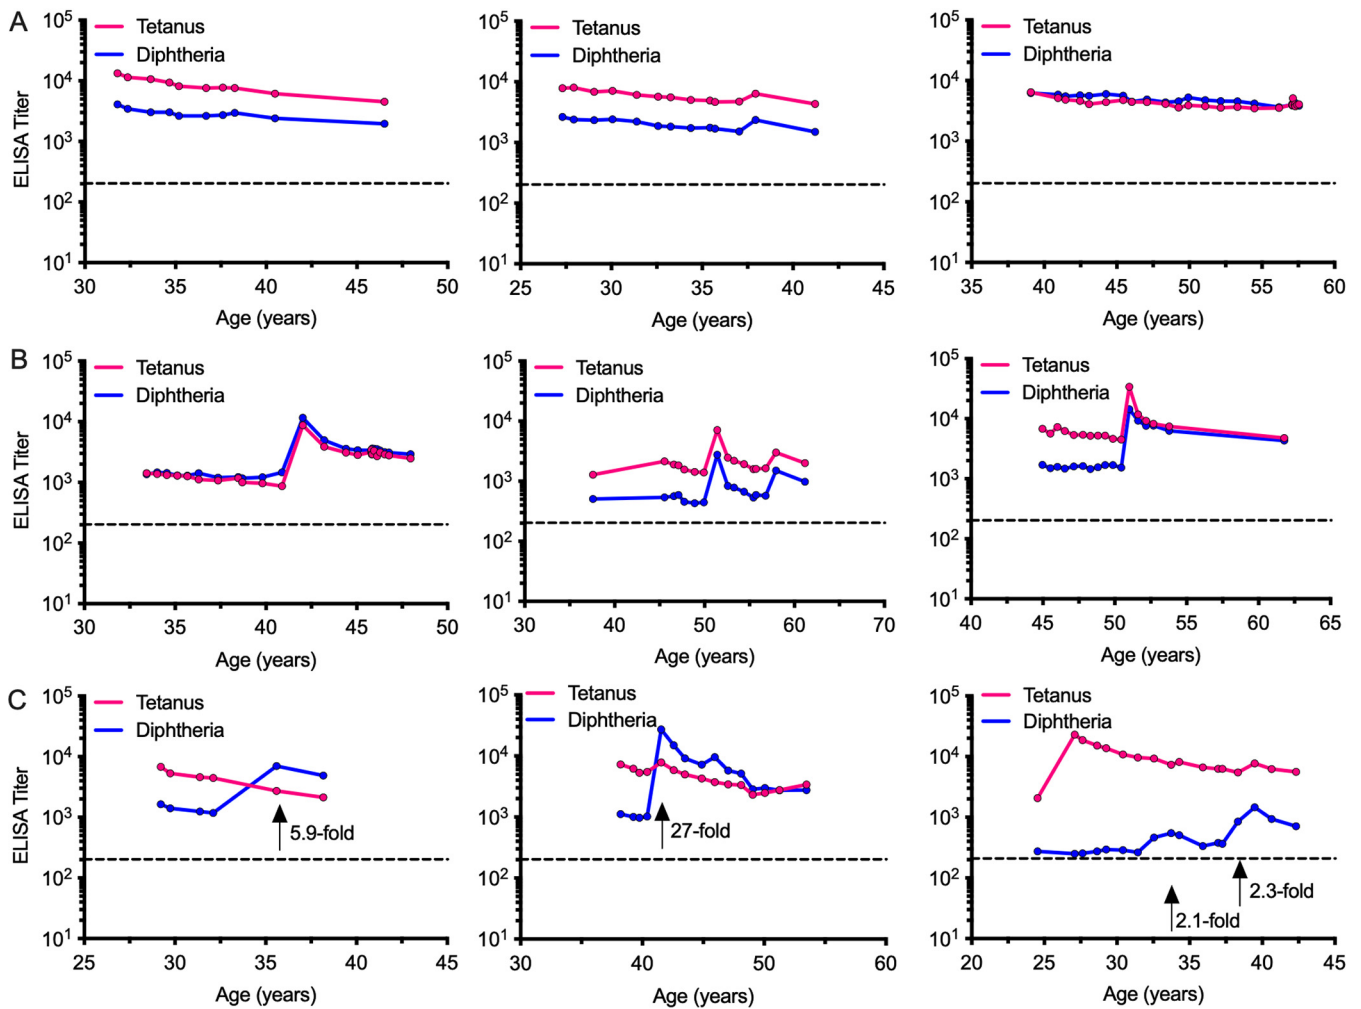 A
Tetanus
Diphtheria
ELISA Titer
10^5
10^4
10^3
10^2
10^1
30 35 40 45 50
Age (years)
Tetanus
Diphtheria
10^5
10^4
10^3
10^2
10^1
25 30 35 40 45
Age (years)
Tetanus
Diphtheria
10^5
10^4
10^3
10^2
10^1
35 40 45 50 55 60
Age (years)
B
Tetanus
Diphtheria
ELISA Titer
10^5
10^4
10^3
10^2
10^1
30 35 40 45 50
Age (years)
Tetanus
Diphtheria
10^5
10^4
10^3
10^2
10^1
30 40 50 60 70
Age (years)
Tetanus
Diphtheria
10^5
10^4
10^3
10^2
10^1
40 45 50 55 60 65
Age (years)
C
Tetanus
Diphtheria
ELISA Titer
10^5
10^4
10^3
10^2
10^1
5.9-fold
25 30 35 40 45
Age (years)
Tetanus
Diphtheria
10^5
10^4
10^3
10^2
10^1
27-fold
30 40 50 60
Age (years)
Tetanus
Diphtheria
10^5
10^4
10^3
10^2
10^1
2.3-fold
2.1-fold
20 25 30 35 40 45
Age (years)